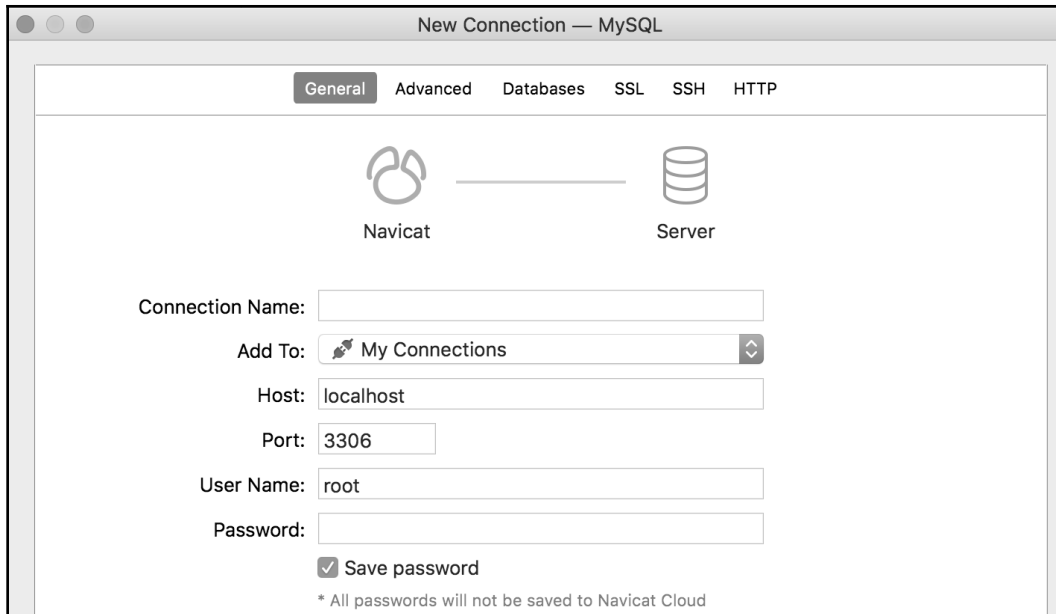 New Connection — MySQL
General Advanced Databases SSL SSH HTTP
Navicat Server
Connection Name:
Add To: My Connections
Host: localhost
Port: 3306
User Name: root
Password:
Save password
* All passwords will not be saved to Navicat Cloud